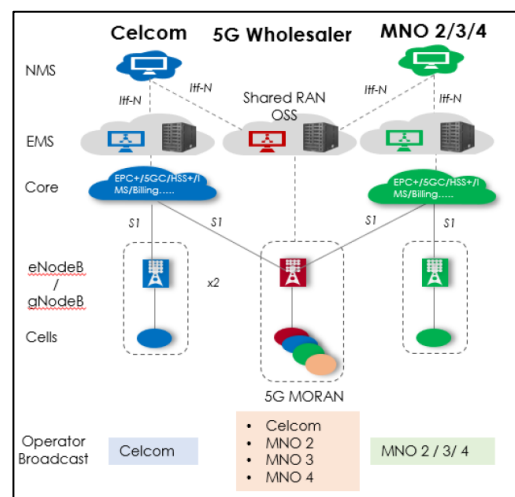 Celcom 5G Wholesaler MNO 2/3/4
NMS
Itf-N Itf-N Itf-N Itf-N
Shared RAN
OSS
EMS
Core
EPC+/5GC/HSS+/I
MS/Billing.....
EPC+/5GC/HSS+/I
MS/Billing.....
S1 S1 S1 S1
eNodeB
/
gNodeB
x2
Cells
5G MORAN
Operator
Broadcast
Celcom
• Celcom
• MNO 2
• MNO 3
• MNO 4
MNO 2 / 3/ 4